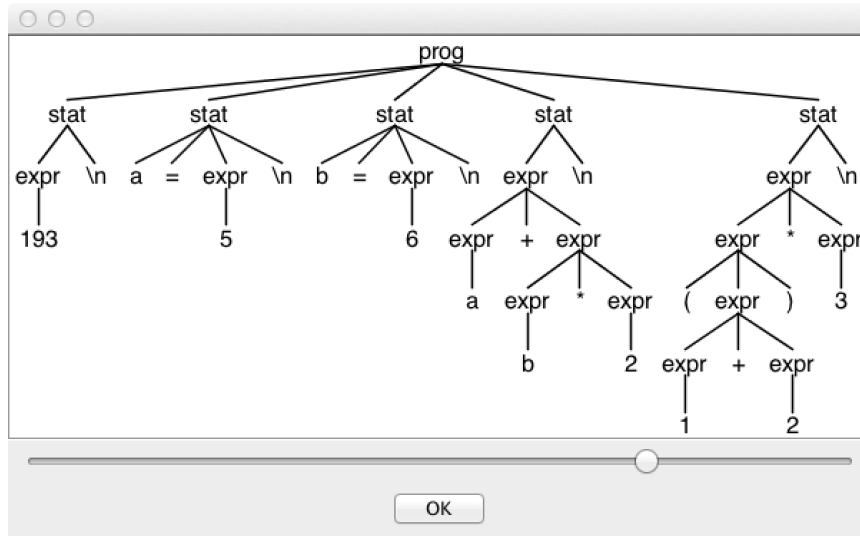 prog
stat stat stat stat stat
expr \n a = expr \n b = expr \n expr \n expr \n
193 5 6 expr + expr expr * expr
a expr * expr ( expr ) 3
b 2 expr + expr
1 2
OK